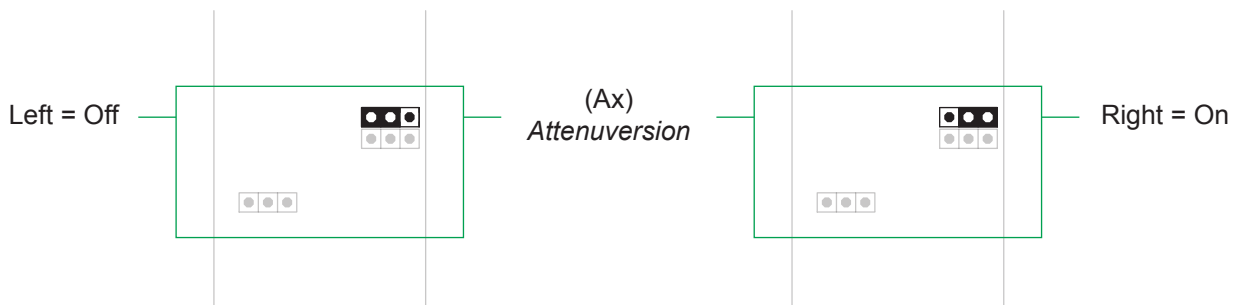 Left = Off
(Ax)
Attenuversion
Right = On